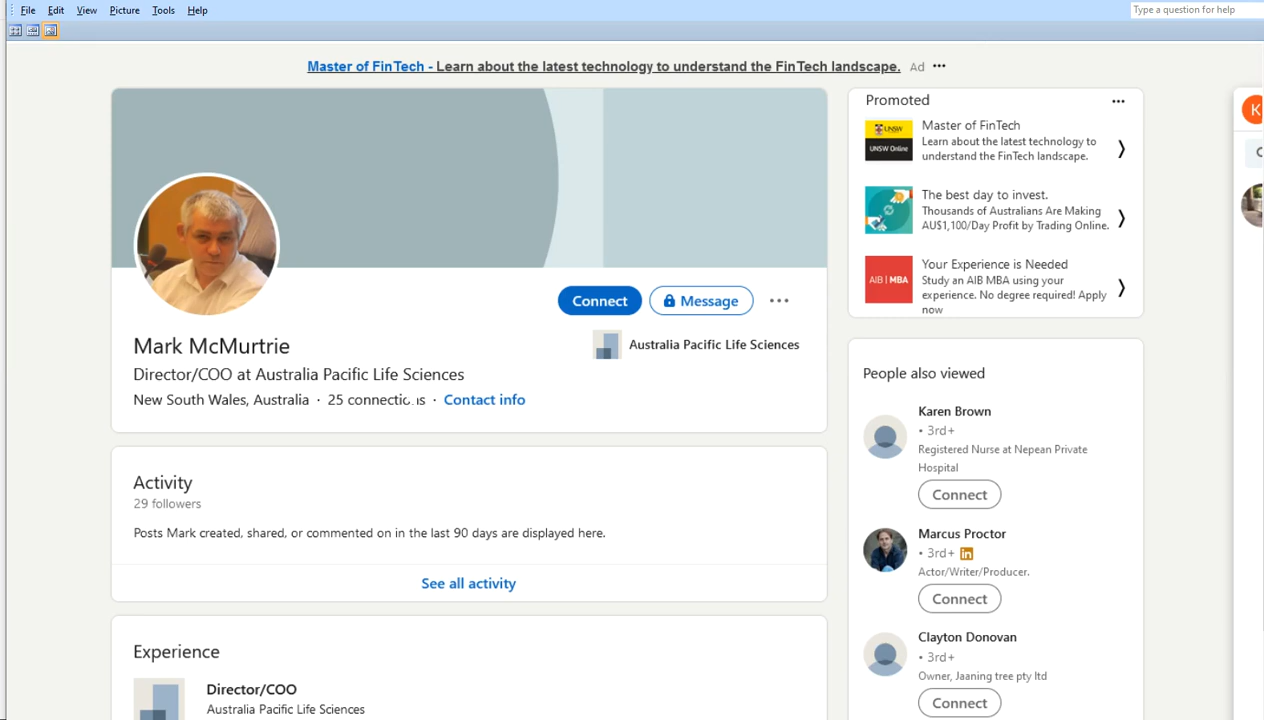 File Edit View Picture Tools Help
Type a question for help
Master of FinTech - Learn about the latest technology to understand the FinTech landscape. Ad
Connect
Message
Mark McMurtrie
Australia Pacific Life Sciences
Director/COO at Australia Pacific Life Sciences
New South Wales, Australia · 25 connections · Contact info
Activity
29 followers
Posts Mark created, shared, or commented on in the last 90 days are displayed here.
See all activity
Experience
Director/COO
Australia Pacific Life Sciences
Promoted
UNSW
UNSW Online
Master of FinTech
Learn about the latest technology to
understand the FinTech landscape.
The best day to invest.
Thousands of Australians Are Making
AU$1,100/Day Profit by Trading Online.
AIB | MBA
Your Experience is Needed
Study an AIB MBA using your
experience. No degree required! Apply
now
People also viewed
Karen Brown
• 3rd+
Registered Nurse at Nepean Private
Hospital
Connect
Marcus Proctor
• 3rd+ in
Actor/Writer/Producer.
Connect
Clayton Donovan
• 3rd+
Owner, Jaaning tree pty ltd
Connect
K